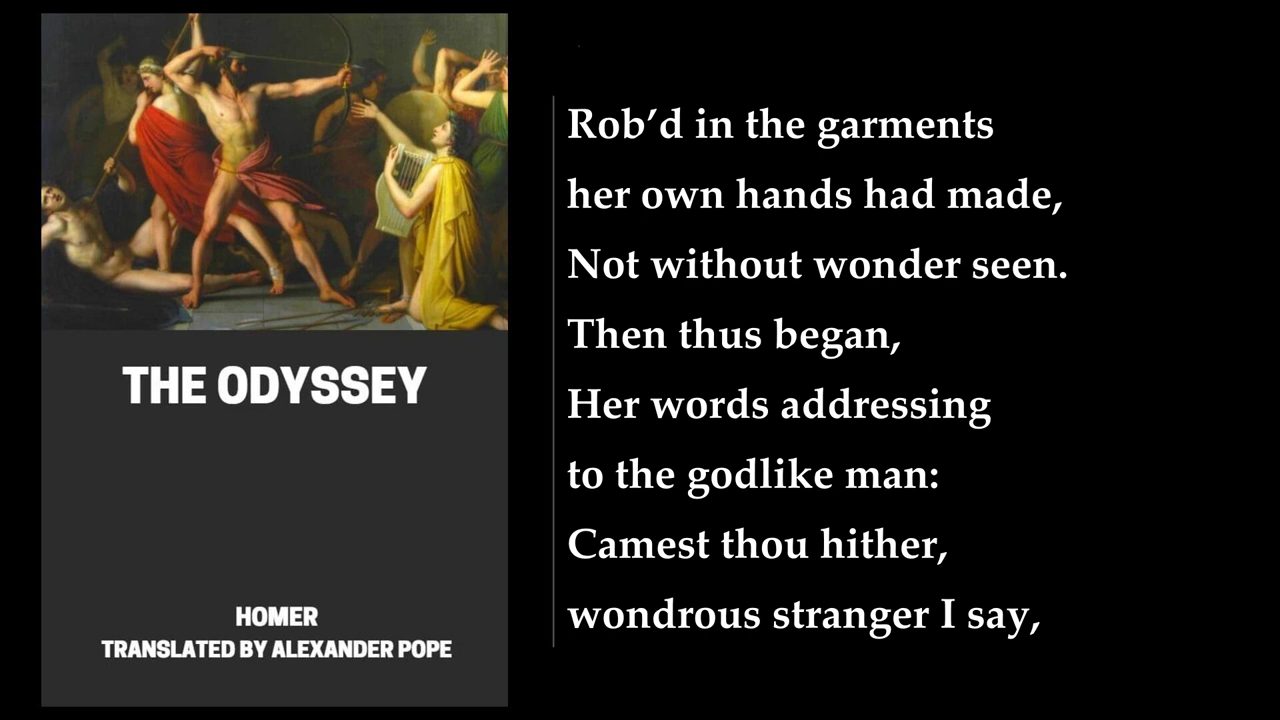 THE ODYSSEY
HOMER
TRANSLATED BY ALEXANDER POPE
Rob’d in the garments
her own hands had made,
Not without wonder seen.
Then thus began,
Her words addressing
to the godlike man:
Camest thou hither,
wondrous stranger I say,